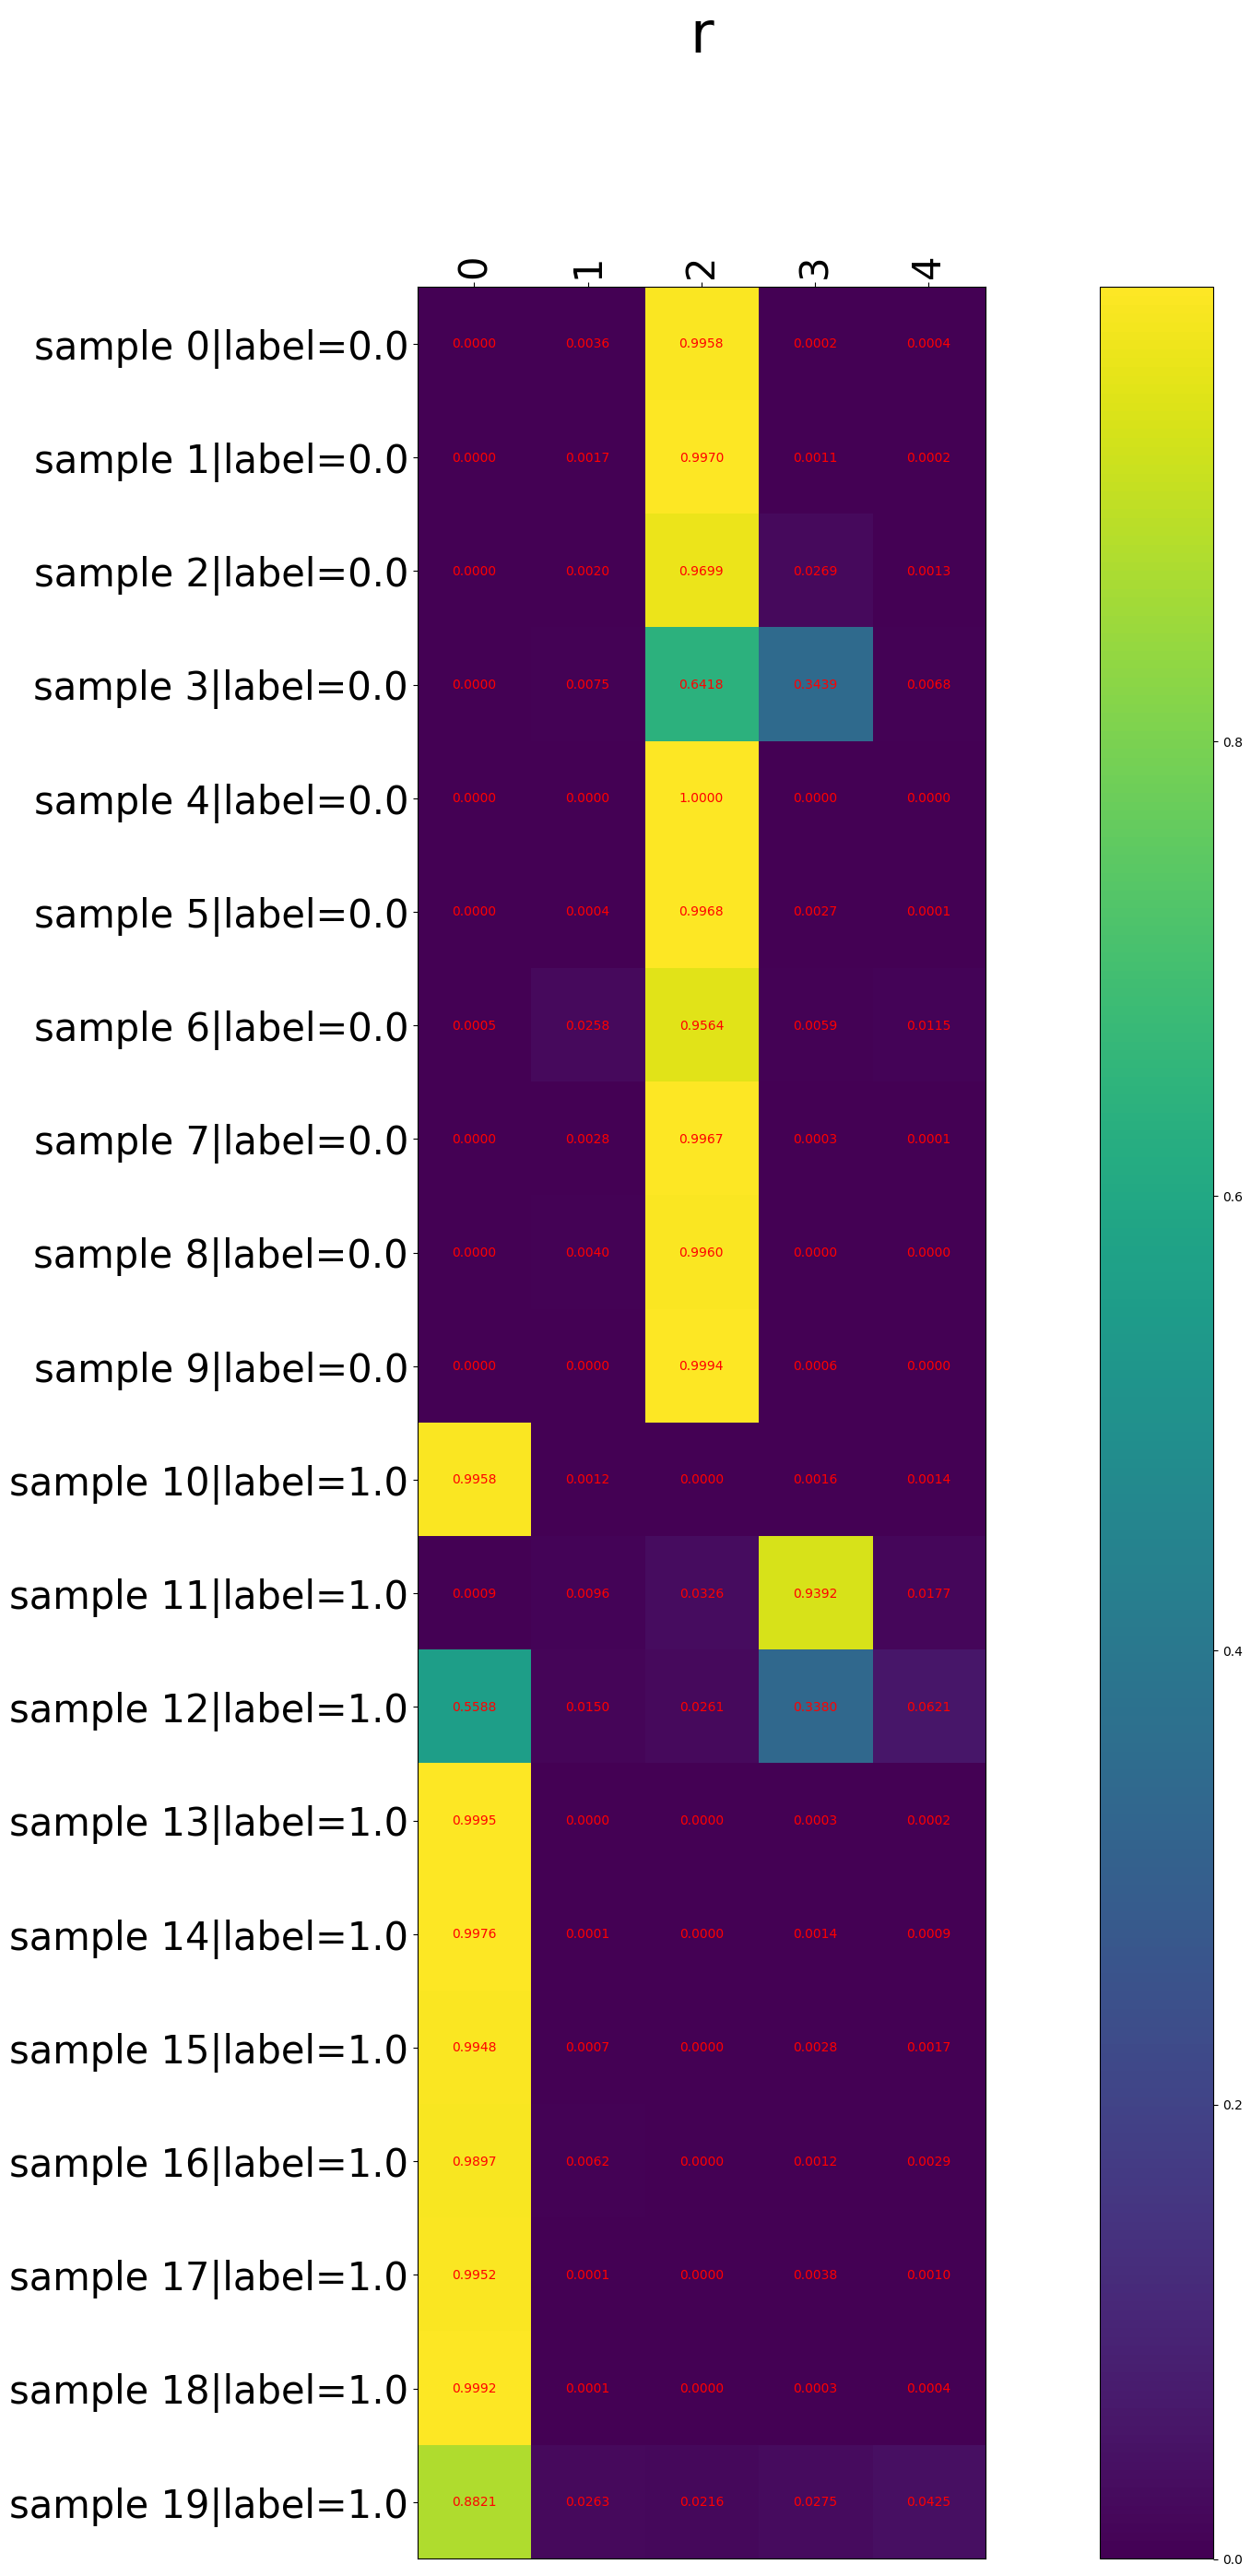 r
0 1 2 3 4
sample 0|label=0.0 0.0000 0.0036 0.9958 0.0002 0.0004
sample 1|label=0.0 0.0000 0.0017 0.9970 0.0011 0.0002
sample 2|label=0.0 0.0000 0.0020 0.9699 0.0269 0.0013
sample 3|label=0.0 0.0000 0.0075 0.6418 0.3439 0.0068
0.8
sample 4|label=0.0 0.0000 0.0000 1.0000 0.0000 0.0000
sample 5|label=0.0 0.0000 0.0004 0.9968 0.0027 0.0001
sample 6|label=0.0 0.0005 0.0258 0.9564 0.0059 0.0115
sample 7|label=0.0 0.0000 0.0028 0.9967 0.0003 0.0001
0.6
sample 8|label=0.0 0.0000 0.0040 0.9960 0.0000 0.0000
sample 9|label=0.0 0.0000 0.0000 0.9994 0.0006 0.0000
sample 10|label=1.0 0.9958 0.0012 0.0000 0.0016 0.0014
sample 11|label=1.0 0.0009 0.0096 0.0326 0.9392 0.0177
0.4
sample 12|label=1.0 0.5588 0.0150 0.0261 0.3380 0.0621
sample 13|label=1.0 0.9995 0.0000 0.0000 0.0003 0.0002
sample 14|label=1.0 0.9976 0.0001 0.0000 0.0014 0.0009
sample 15|label=1.0 0.9948 0.0007 0.0000 0.0028 0.0017
0.2
sample 16|label=1.0 0.9897 0.0062 0.0000 0.0012 0.0029
sample 17|label=1.0 0.9952 0.0001 0.0000 0.0038 0.0010
sample 18|label=1.0 0.9992 0.0001 0.0000 0.0003 0.0004
sample 19|label=1.0 0.8821 0.0263 0.0216 0.0275 0.0425
0.0